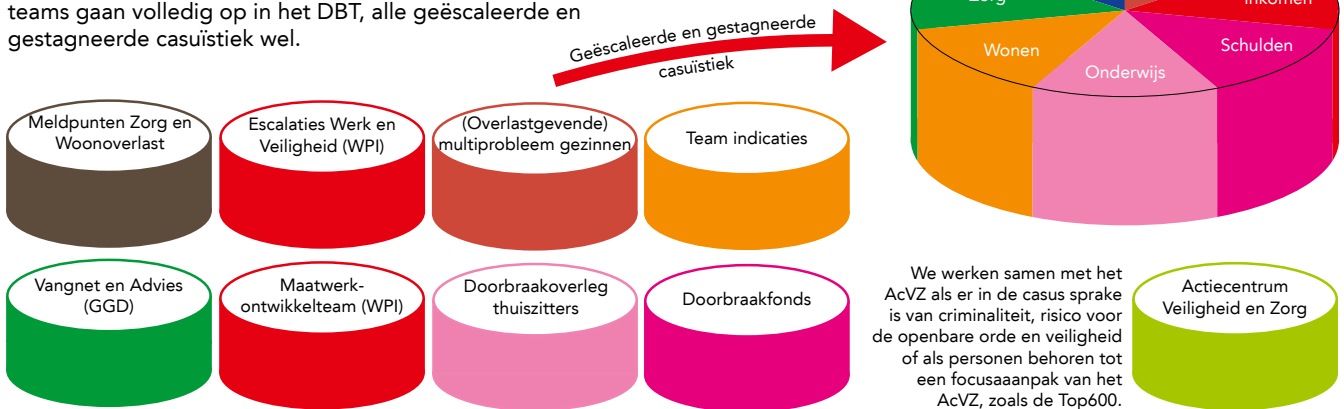 teams gaan volledig op in het DBT, alle geëscaleerde en
gestagneerde casuïstiek wel.
Geëscaleerde en gestagneerde
casuïstiek
Zorg
Inkomen
Wonen
Onderwijs
Schulden
Meldpunten Zorg en
Woonoverlast
Escalaties Werk en
Veiligheid (WPI)
(Overlastgevende)
multiprobleem gezinnen
Team indicaties
Vangnet en Advies
(GGD)
Maatwerk-
ontwikkelteam (WPI)
Doorbraakoverleg
thuiszitters
Doorbraakfonds
We werken samen met het
AcVZ als er in de casus sprake
is van criminaliteit, risico voor
de openbare orde en veiligheid
of als personen behoren tot
een focusaaanpak van het
AcVZ, zoals de Top600.
Actiecentrum
Veiligheid en Zorg